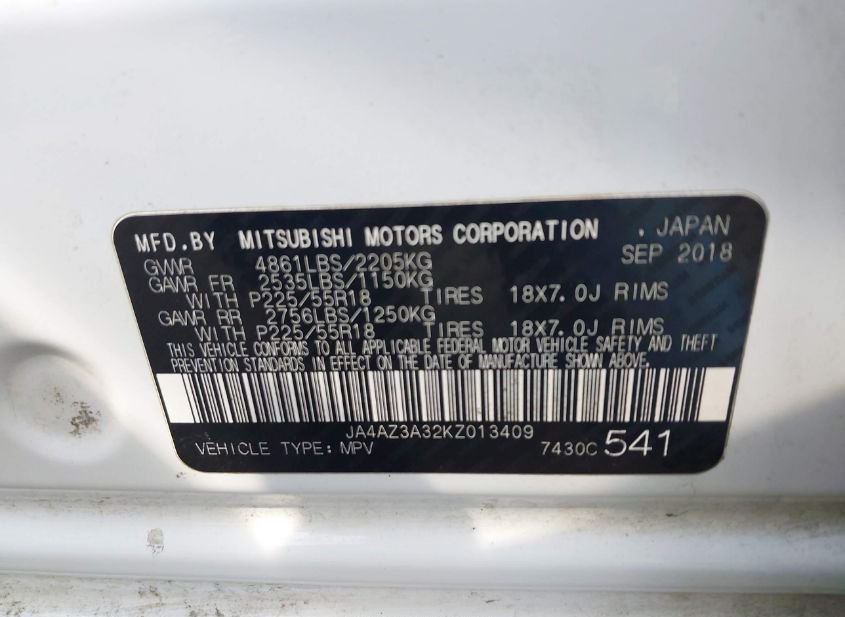 MFD.BY MITSUBISHI MOTORS CORPORATION . JAPAN
GVWR 4861LBS/2205KG SEP 2018
GAWR FR 2535LBS/1150KG
WITH P225/55R18 TIRES 18X7.0J RIMS
GAWR RR 2756LBS/1250KG
WITH P225/55R18 TIRES 18X7.0J RIMS
THIS VEHICLE CONFORMS TO ALL APPLICABLE FEDERAL MOTOR VEHICLE SAFETY AND THEFT
PREVENTION STANDARDS IN EFFECT ON THE DATE OF MANUFACTURE SHOWN ABOVE.
JA4AZ3A32KZ013409
VEHICLE TYPE: MPV 7430C 541